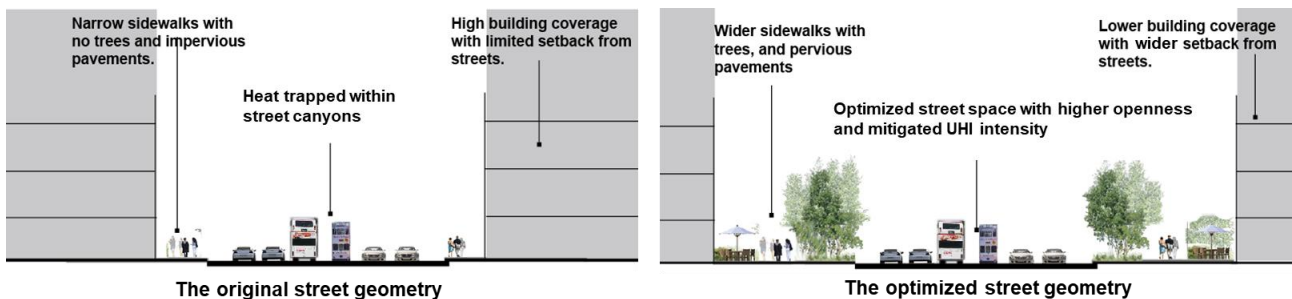 Narrow sidewalks with
no trees and impervious
pavements.
High building coverage
with limited setback from
streets.
Heat trapped within
street canyons
The original street geometry
Wider sidewalks with
trees, and pervious
pavements
Lower building coverage
with wider setback from
streets.
Optimized street space with higher openness
and mitigated UHI intensity
The optimized street geometry